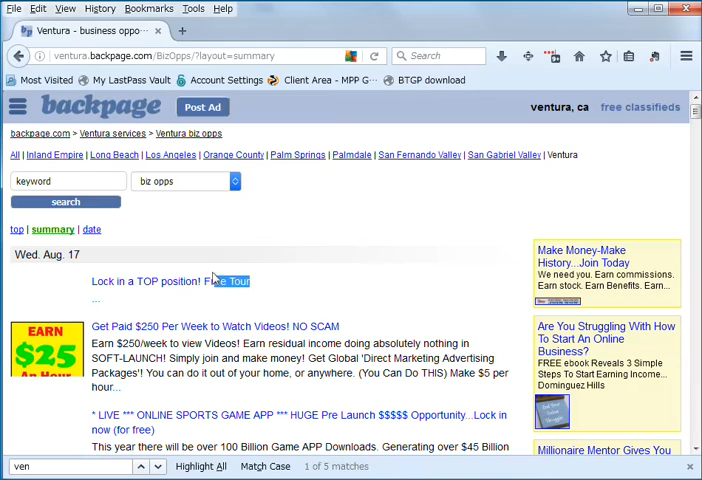 File Edit View History Bookmarks Tools Help
Ventura - business oppo...
ventura.backpage.com/BizOpps/?layout=summary
Search
Most Visited My LastPass Vault Account Settings Client Area - MPP G... BTGP download
backpage Post Ad ventura, ca free classifieds
backpage.com > Ventura services > Ventura biz opps
All | Inland Empire | Long Beach | Los Angeles | Orange County | Palm Springs | Palmdale | San Fernando Valley | San Gabriel Valley | Ventura
keyword biz opps
search
top | summary | date
Wed. Aug. 17
Lock in a TOP position! Free Tour
...
EARN
$25
An Hour
Get Paid $250 Per Week to Watch Videos! NO SCAM
Earn $250/week to view Videos! Earn residual income doing absolutely nothing in
SOFT-LAUNCH! Simply join and make money! Get Global 'Direct Marketing Advertising
Packages'! You can do it out of your home, or anywhere. (You Can Do THIS) Make $5 per
hour...
* LIVE *** ONLINE SPORTS GAME APP *** HUGE Pre Launch $$$$$ Opportunity...Lock in
now (for free)
This year there will be over 100 Billion Game APP Downloads. Generating over $45 Billion
Make Money-Make
History...Join Today
We need you. Earn commissions.
Earn stock. Earn Benefits. Earn...
Are You Struggling With How
To Start An Online
Business?
FREE ebook Reveals 3 Simple
Steps To Start Earning Income...
Dominguez Hills
Millionaire Mentor Gives You
ven Highlight All Match Case 1 of 5 matches